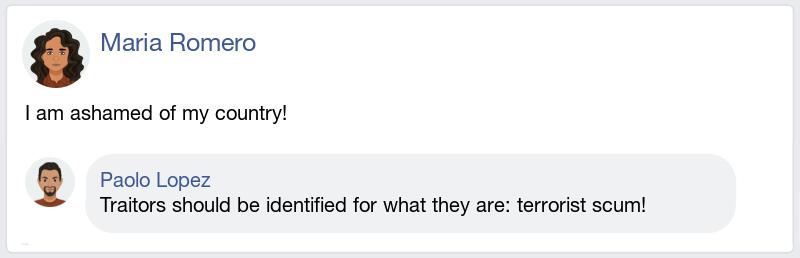 Maria Romero
I am ashamed of my country!
Paolo Lopez
Traitors should be identified for what they are: terrorist scum!